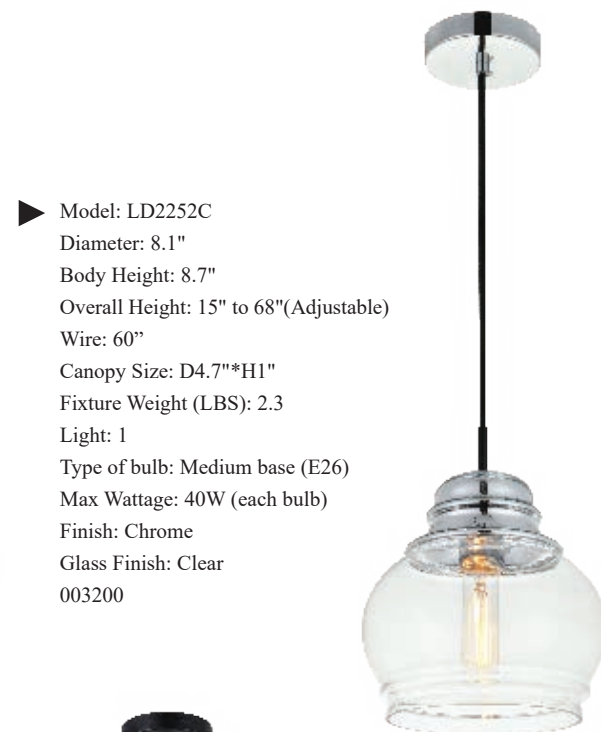 Model: LD2252C
Diameter: 8.1"
Body Height: 8.7"
Overall Height: 15" to 68"(Adjustable)
Wire: 60”
Canopy Size: D4.7"*H1"
Fixture Weight (LBS): 2.3
Light: 1
Type of bulb: Medium base (E26)
Max Wattage: 40W (each bulb)
Finish: Chrome
Glass Finish: Clear
003200